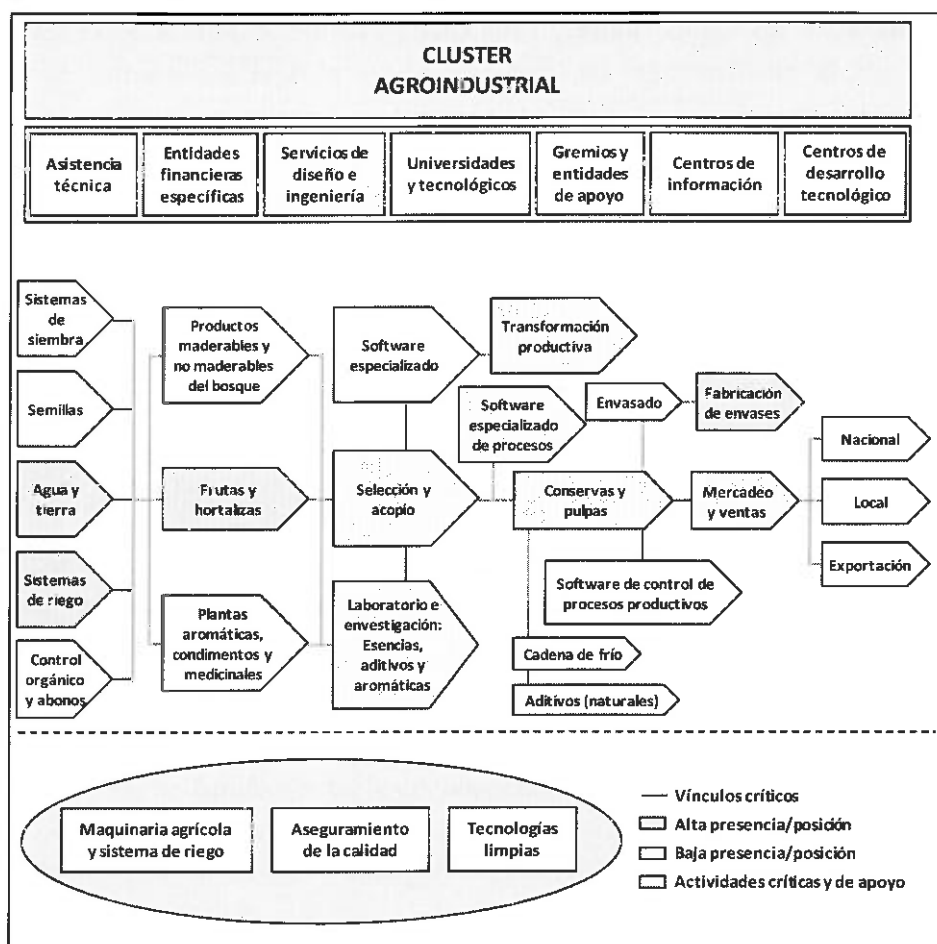 CLUSTER
AGROINDUSTRIAL
Asistencia
técnica
Entidades
financieras
específicas
Servicios de
diseño e
ingeniería
Universidades
y tecnológicos
Gremios y
entidades
de apoyo
Centros de
información
Centros de
desarrollo
tecnológico
Sistemas
de
siembra
Semillas
Agua y
tierra
Sistemas
de riego
Control
orgánico
y abonos
Productos
maderables y
no maderables
del bosque
Frutas y
hortalizas
Plantas
aromáticas,
condimentos y
medicinales
Software
especializado
Selección y
acopio
Laboratorio e
envestigación:
Esencias,
aditivos y
aromáticas
Transformación
productiva
Software
especializado
de procesos
Envasado
Fabricación
de envases
Conservas y
pulpas
Mercadeo
y ventas
Software de control de
procesos productivos
Cadena de frío
Aditivos (naturales)
Nacional
Local
Exportación
Maquinaria agrícola
y sistema de riego
Aseguramiento
de la calidad
Tecnologías
limpias
Vínculos críticos
Alta presencia/posición
Baja presencia/posición
Actividades críticas y de apoyo